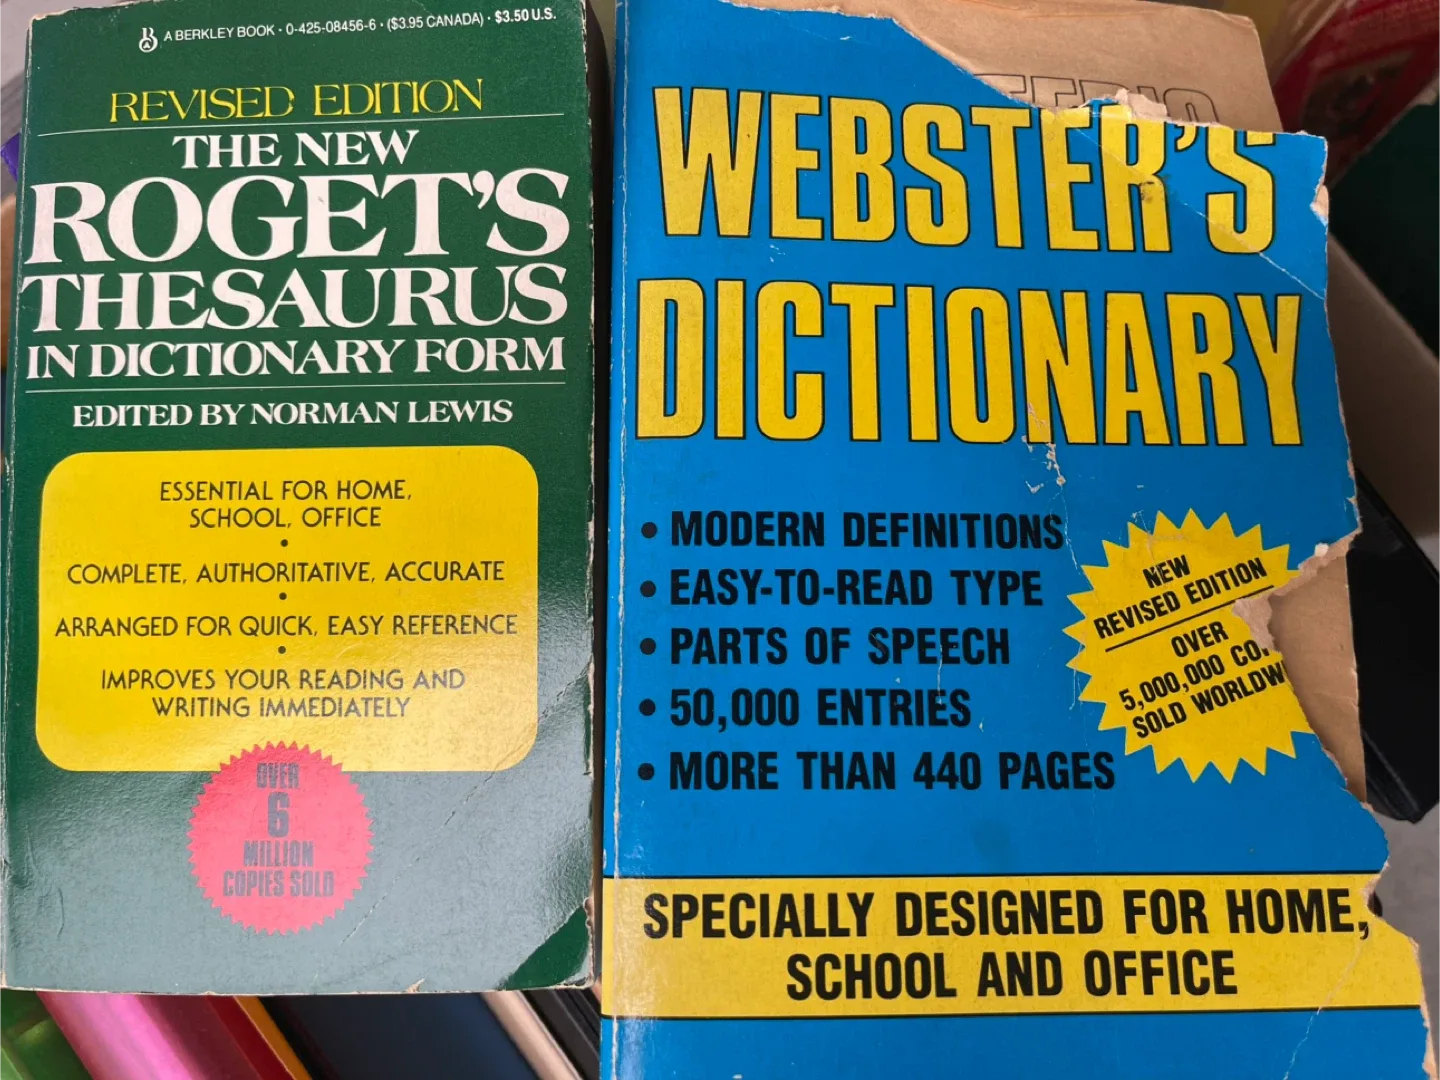 A BERKLEY BOOK · 0-425-08456-6 · ($3.95 CANADA) · $3.50 U.S.
REVISED EDITION
THE NEW
ROGET'S
THESAURUS
IN DICTIONARY FORM
EDITED BY NORMAN LEWIS
ESSENTIAL FOR HOME,
SCHOOL, OFFICE
•
COMPLETE, AUTHORITATIVE, ACCURATE
•
ARRANGED FOR QUICK, EASY REFERENCE
•
IMPROVES YOUR READING AND
WRITING IMMEDIATELY
OVER
6
MILLION
COPIES SOLD
WEBSTER'S
DICTIONARY
• MODERN DEFINITIONS
• EASY-TO-READ TYPE
• PARTS OF SPEECH
• 50,000 ENTRIES
• MORE THAN 440 PAGES
NEW
REVISED EDITION
OVER
5,000,000 CO
SOLD WORLDW
SPECIALLY DESIGNED FOR HOME,
SCHOOL AND OFFICE